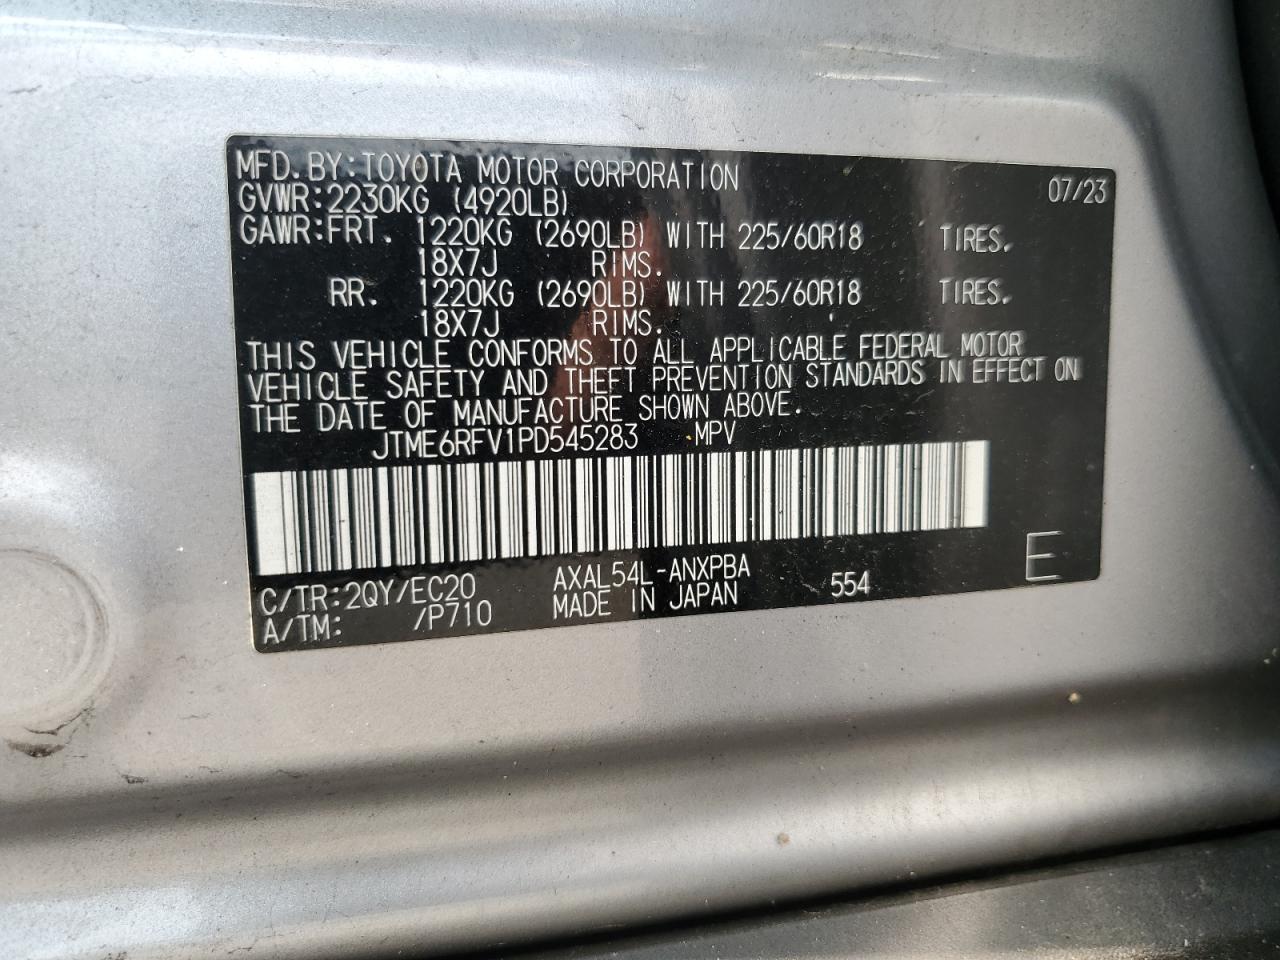 MFD. BY:TOYOTA MOTOR CORPORATION 07/23
GVWR:2230KG (4920LB)
GAWR:FRT. 1220KG (2690LB) WITH 225/60R18 TIRES.
18X7J RIMS.
RR. 1220KG (2690LB) WITH 225/60R18 TIRES.
18X7J RIMS.
THIS VEHICLE CONFORMS TO ALL APPLICABLE FEDERAL MOTOR
VEHICLE SAFETY AND THEFT PREVENTION STANDARDS IN EFFECT ON
THE DATE OF MANUFACTURE SHOWN ABOVE.
JTME6RFV1PD545283 MPV
C/TR:2QY/EC20 AXAL54L-ANXPBA 554 E
A/TM: /P710 MADE IN JAPAN